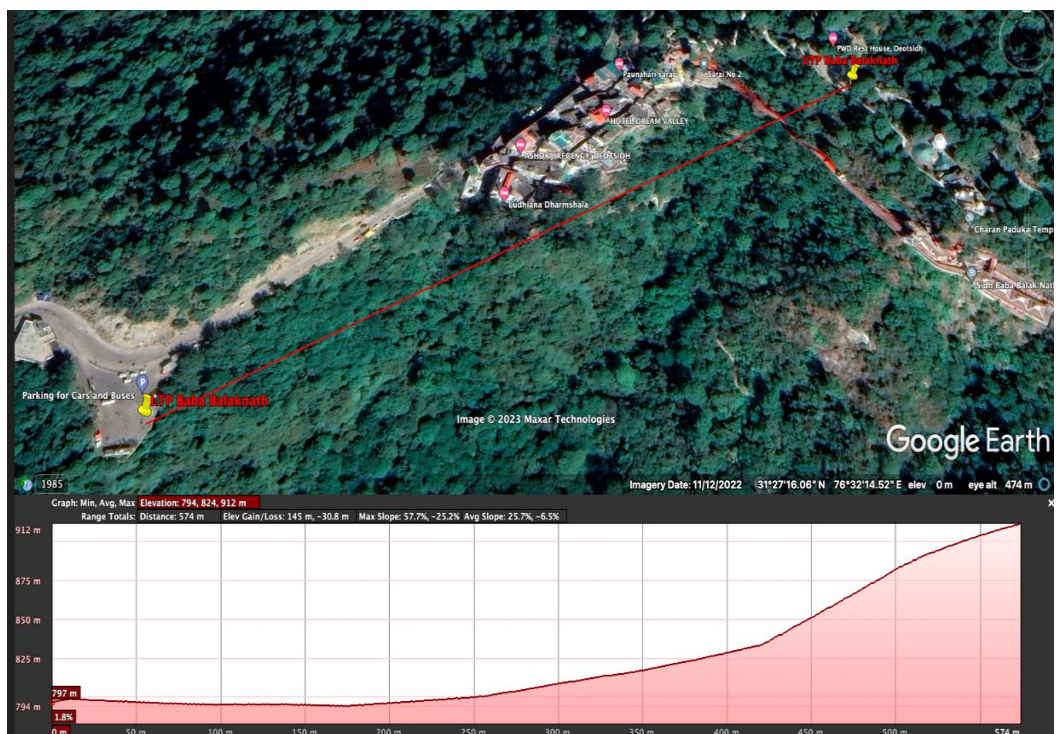 PWD Rest House, Deotsidh
UTP Baba Balaknath
Paunahari sarai
Sarai No 2
HOTEL DREAM VALLEY
ASHOKA REGENCY, DEOTSIDH
Ludhiana Dharmshala
Charan Paduka Temp
Sidh Baba Balak Nath
Parking for Cars and Buses
P
LTP Baba Balaknath
Image © 2023 Maxar Technologies
Google Earth
1985
Imagery Date: 11/12/2022 31°27'16.06" N 76°32'14.52" E elev 0 m eye alt 474 m
Graph: Min, Avg, Max Elevation: 794, 824, 912 m
Range Totals: Distance: 574 m Elev Gain/Loss: 145 m, -30.8 m Max Slope: 57.7%, -25.2% Avg Slope: 25.7%, -6.5%
912 m
875 m
850 m
825 m
797 m
794 m
1.8%
0 m 50 m 100 m 150 m 200 m 250 m 300 m 350 m 400 m 450 m 500 m 574 m